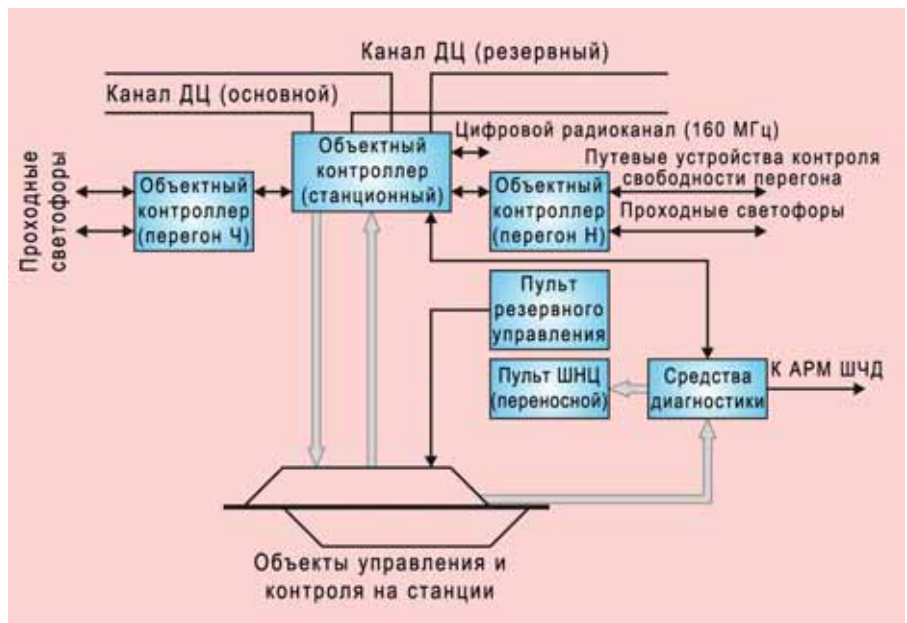 Канал ДЦ (резервный)
Канал ДЦ (основной)
Цифровой радиоканал (160 МГц)
Объектный
контроллер
(станционный)
Проходные
светофоры
Объектный
контроллер
(перегон Ч)
Объектный
контроллер
(перегон Н)
Путевые устройства контроля
свободности перегона
Проходные светофоры
Пульт
резервного
управления
Пульт ШНЦ
(переносной)
Средства
диагностики
К АРМ ШЧД
Объекты управления и
контроля на станции